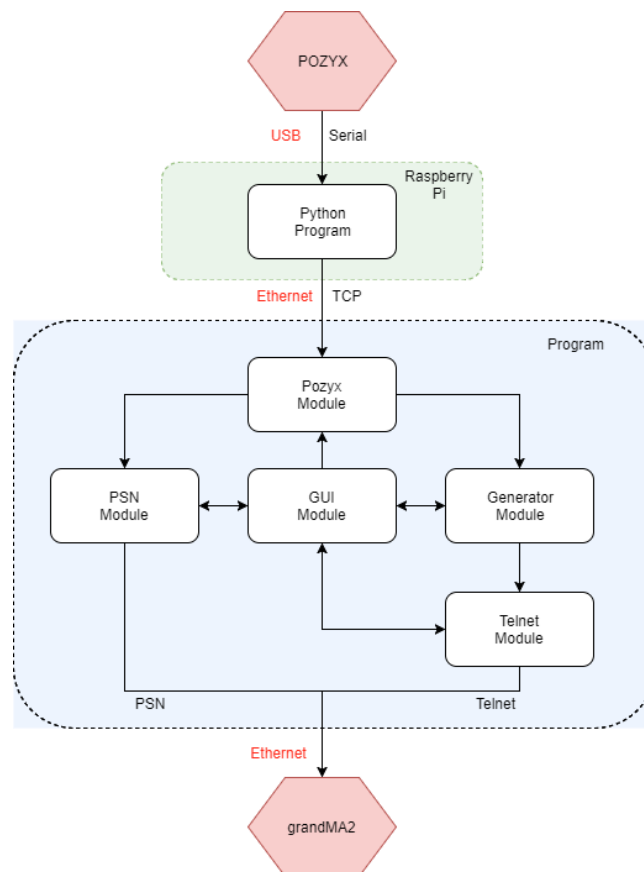 POZYX
USB Serial
Raspberry
Pi
Python
Program
Ethernet TCP
Program
Pozyx
Module
PSN
Module
GUI
Module
Generator
Module
Telnet
Module
PSN
Telnet
Ethernet
grandMA2